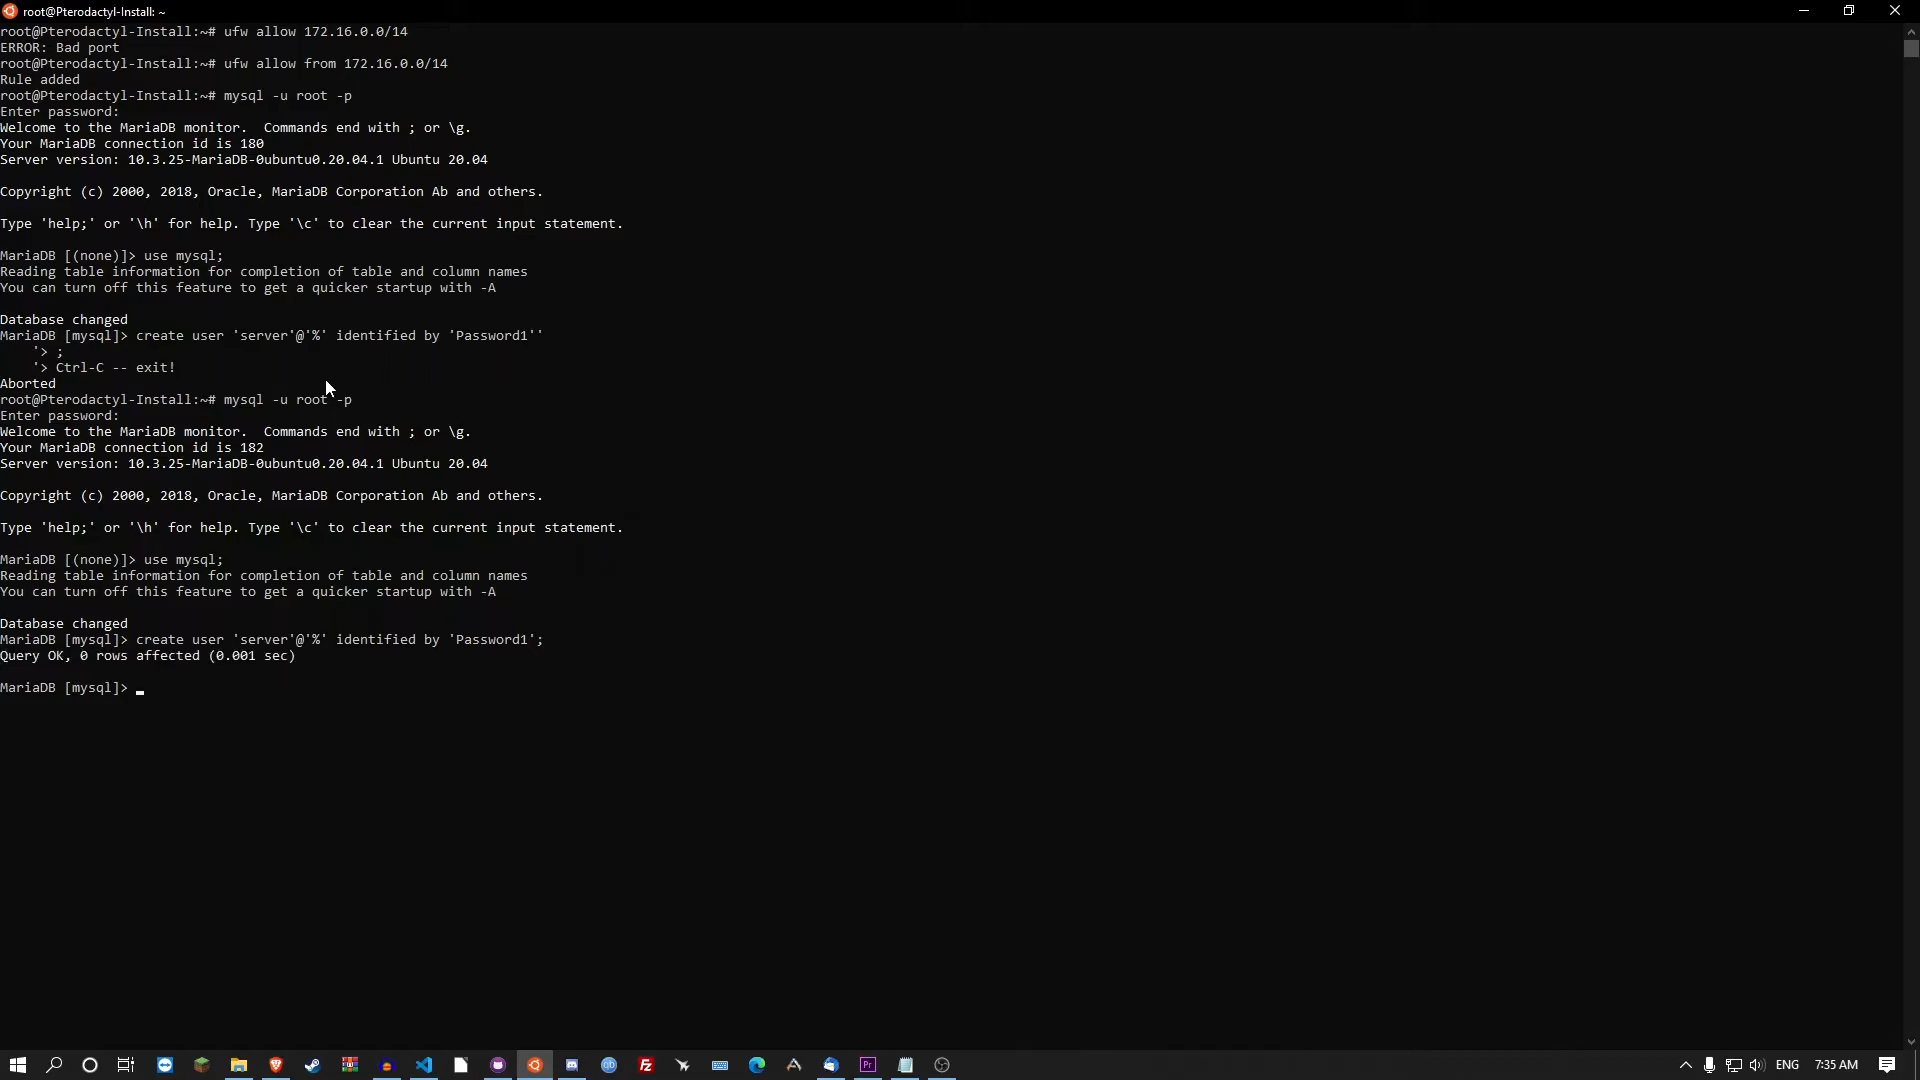 root@Pterodactyl-Install: ~
root@Pterodactyl-Install:~# ufw allow 172.16.0.0/14
ERROR: Bad port
root@Pterodactyl-Install:~# ufw allow from 172.16.0.0/14
Rule added
root@Pterodactyl-Install:~# mysql -u root -p
Enter password:
Welcome to the MariaDB monitor.  Commands end with ; or \g.
Your MariaDB connection id is 180
Server version: 10.3.25-MariaDB-0ubuntu0.20.04.1 Ubuntu 20.04
Copyright (c) 2000, 2018, Oracle, MariaDB Corporation Ab and others.
Type 'help;' or '\h' for help. Type '\c' to clear the current input statement.
MariaDB [(none)]> use mysql;
Reading table information for completion of table and column names
You can turn off this feature to get a quicker startup with -A
Database changed
MariaDB [mysql]> create user 'server'@'%' identified by 'Password1''
'> ;
'> Ctrl-C -- exit!
Aborted
root@Pterodactyl-Install:~# mysql -u root -p
Enter password:
Welcome to the MariaDB monitor.  Commands end with ; or \g.
Your MariaDB connection id is 182
Server version: 10.3.25-MariaDB-0ubuntu0.20.04.1 Ubuntu 20.04
Copyright (c) 2000, 2018, Oracle, MariaDB Corporation Ab and others.
Type 'help;' or '\h' for help. Type '\c' to clear the current input statement.
MariaDB [(none)]> use mysql;
Reading table information for completion of table and column names
You can turn off this feature to get a quicker startup with -A
Database changed
MariaDB [mysql]> create user 'server'@'%' identified by 'Password1';
Query OK, 0 rows affected (0.001 sec)
MariaDB [mysql]>
qb Fz Pr ENG 7:35 AM